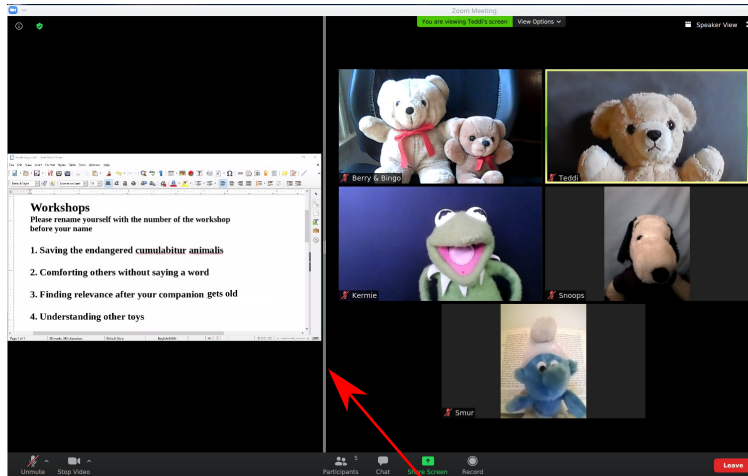 Zoom Meeting
You are viewing Teddi's screen View Options
Speaker View
Workshops
Please rename yourself with the number of the workshop
before your name
1. Saving the endangered cumulabitur animalis
2. Comforting others without saying a word
3. Finding relevance after your companion gets old
4. Understanding other toys
Berry & Bingo
Teddi
Kermie
Snoops
Smur
Unmute
Stop Video
Participants 5
Chat
Share Screen
Record
Leave